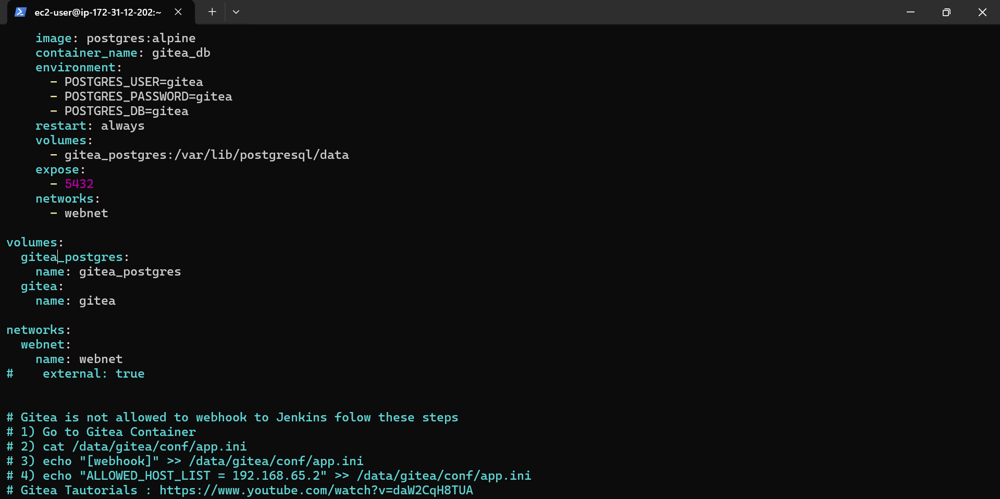 ec2-user@ip-172-31-12-202:~
image: postgres:alpine
container_name: gitea_db
environment:
- POSTGRES_USER=gitea
- POSTGRES_PASSWORD=gitea
- POSTGRES_DB=gitea
restart: always
volumes:
- gitea_postgres:/var/lib/postgresql/data
expose:
- 5432
networks:
- webnet
volumes:
gitea_postgres:
name: gitea_postgres
gitea:
name: gitea
networks:
webnet:
name: webnet
#    external: true
# Gitea is not allowed to webhook to Jenkins folow these steps
# 1) Go to Gitea Container
# 2) cat /data/gitea/conf/app.ini
# 3) echo "[webhook]" >> /data/gitea/conf/app.ini
# 4) echo "ALLOWED_HOST_LIST = 192.168.65.2" >> /data/gitea/conf/app.ini
# Gitea Tautorials : https://www.youtube.com/watch?v=daW2CqH8TUA